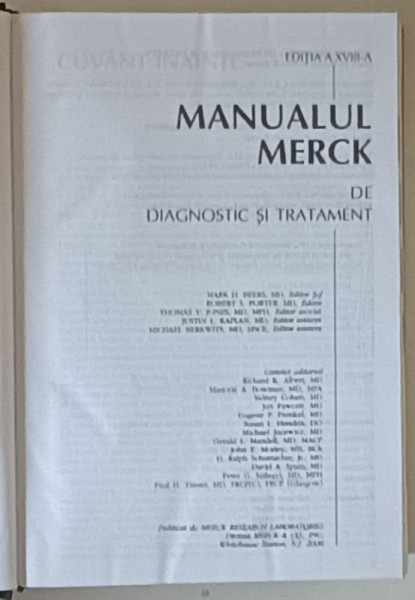 EDIȚIA A XVIII-A
MANUALUL
MERCK
DE
DIAGNOSTIC ȘI TRATAMENT
MARK H. BEERS, MD, Editor Șef
ROBERT S. PORTER, MD, Editor
THOMAS V. JONES, MD, MPH, Editor asociat
JUSTIN L. KAPLAN, MD, Editor asistent
MICHAEL BERKWITS, MD, MSCE, Editor asistent
Comitet editorial
Richard K. Albert, MD
Marjorie A. Bowman, MD, MPA
Sidney Cohen, MD
Jan Fawcett, MD
Eugene P. Frenkel, MD
Susan L. Hendrix, DO
Michael Jacewicz, MD
Gerald L. Mandell, MD, MACP
John E. Morley, MB, BCh
H. Ralph Schumacher, Jr., MD
David A. Spain, MD
Peter G. Szilagyi, MD, MPH
Paul H. Tanser, MD, FRCP(C), FRCP (Glasgow)
Publicat de MERCK RESEARCH LABORATORIES
MERCK & CO., INC.
Whitehouse Station, N.J. 2006